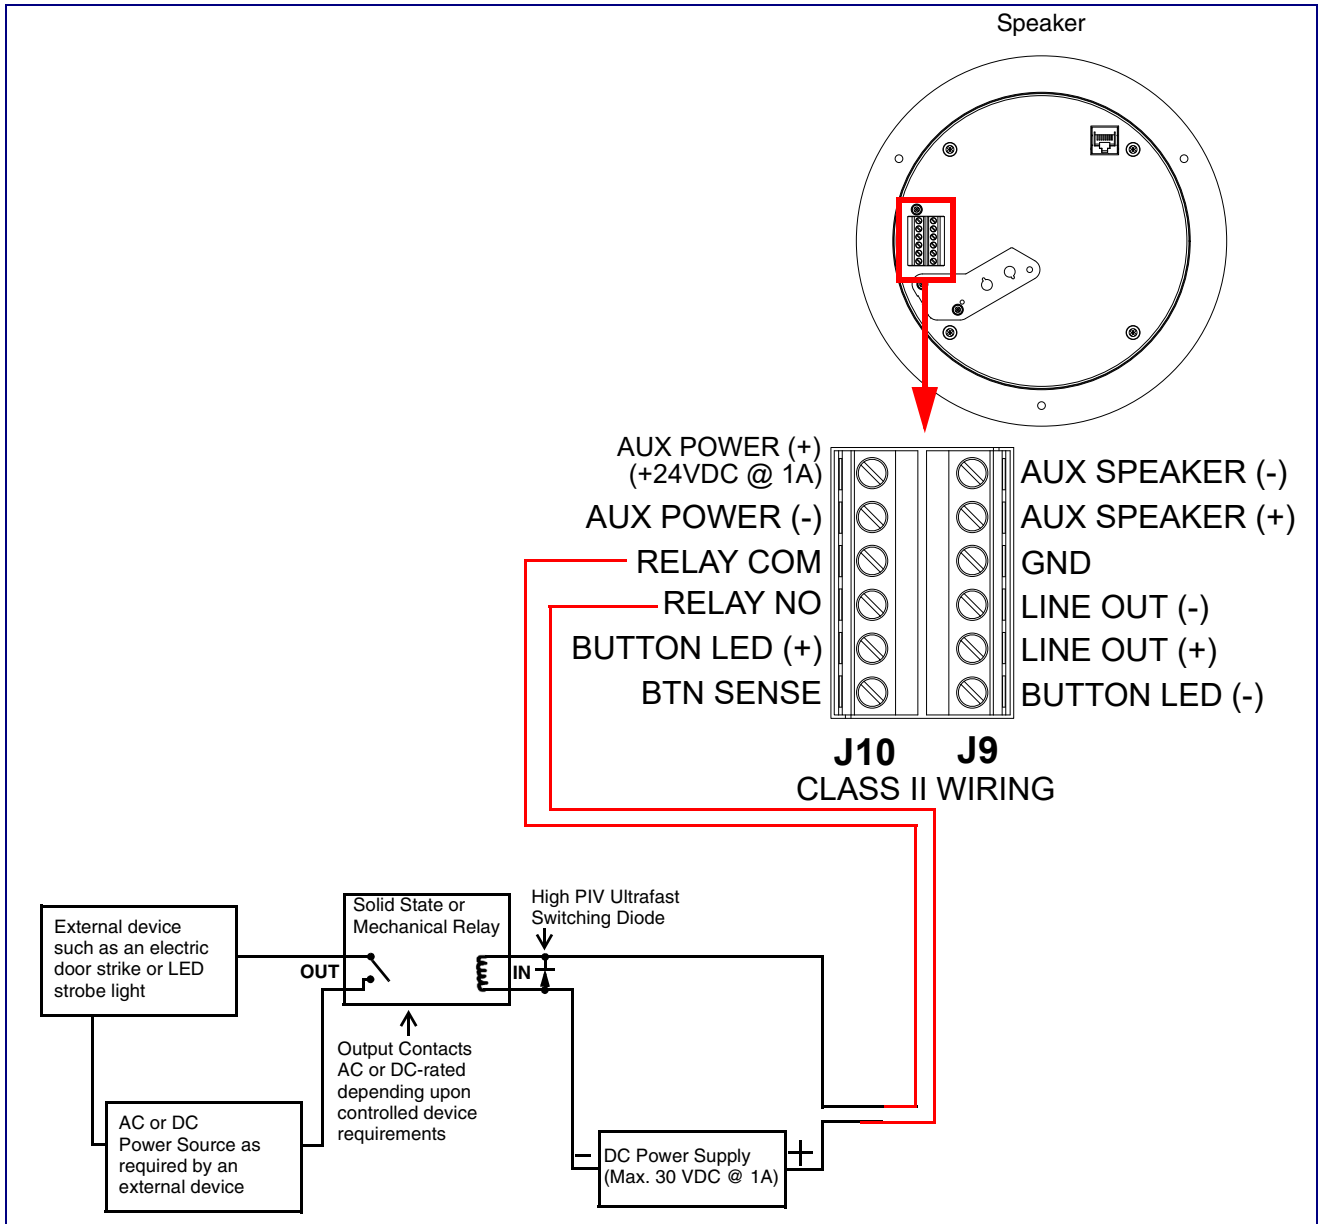 Speaker
AUX POWER (+)
(+24VDC @ 1A)
AUX POWER (-)
RELAY COM
RELAY NO
BUTTON LED (+)
BTN SENSE
AUX SPEAKER (-)
AUX SPEAKER (+)
GND
LINE OUT (-)
LINE OUT (+)
BUTTON LED (-)
J10
J9
CLASS II WIRING
External device
such as an electric
door strike or LED
strobe light
Solid State or
Mechanical Relay
OUT
IN
High PIV Ultrafast
Switching Diode
Output Contacts
AC or DC-rated
depending upon
controlled device
requirements
AC or DC
Power Source as
required by an
external device
-
DC Power Supply
(Max. 30 VDC @ 1A)
+